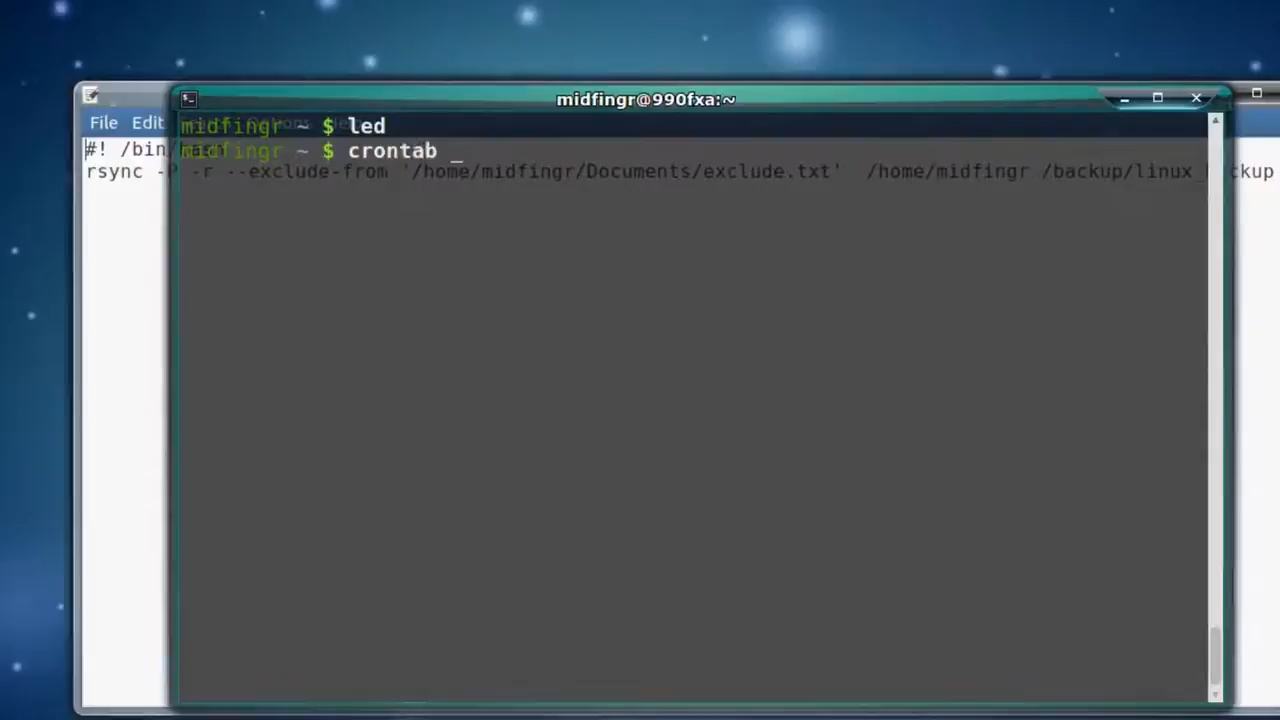 midfingr@990fxa:~
File Edit
midfingr ~ $ led
#! /bin/
midfingr ~ $ crontab _
rsync -P -r --exclude-from '/home/midfingr/Documents/exclude.txt'  /home/midfingr /backup/linux_backup